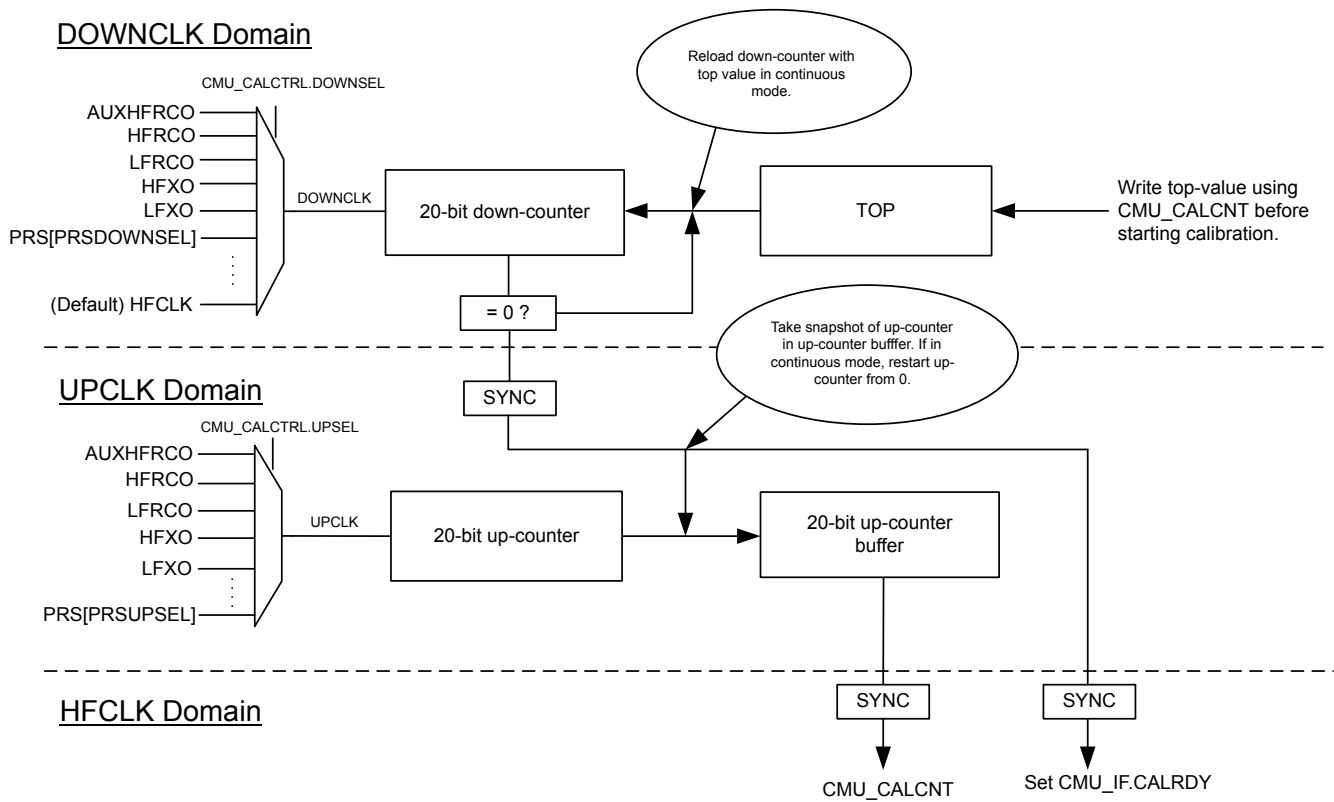 DOWNCLK Domain
CMU_CALCTRL.DOWNSEL
AUXHFRCO
HFRCO
LFRCO
HFXO
LFXO
PRS[PRSDOWNSEL]
(Default) HFCLK
DOWNCLK
20-bit down-counter
Reload down-counter with
top value in continuous
mode.
TOP
Write top-value using
CMU_CALCNT before
starting calibration.
= 0 ?
Take snapshot of up-counter
in up-counter bufffer. If in
continuous mode, restart up-
counter from 0.
UPCLK Domain
SYNC
CMU_CALCTRL.UPSEL
AUXHFRCO
HFRCO
LFRCO
HFXO
LFXO
PRS[PRSUPSEL]
UPCLK
20-bit up-counter
20-bit up-counter
buffer
HFCLK Domain
SYNC
SYNC
CMU_CALCNT
Set CMU_IF.CALRDY